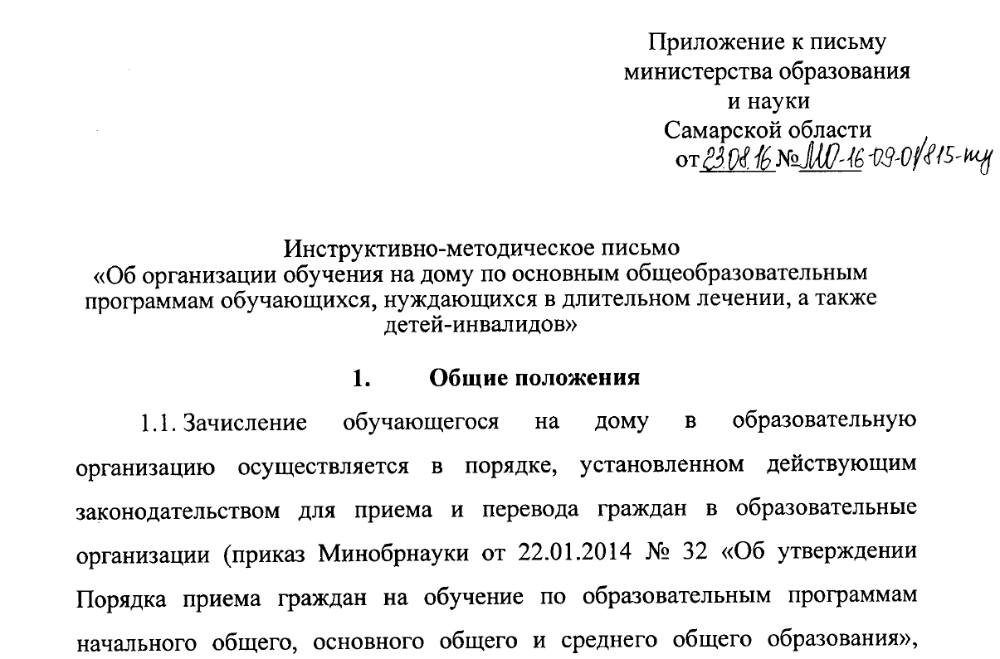 Приложение к письму
министерства образования
и науки
Самарской области
от 23.08.16 № МО-16-09-01/815-ту
Инструктивно-методическое письмо
«Об организации обучения на дому по основным общеобразовательным
программам обучающихся, нуждающихся в длительном лечении, а также
детей-инвалидов»
1. Общие положения
1.1. Зачисление обучающегося на дому в образовательную
организацию осуществляется в порядке, установленном действующим
законодательством для приема и перевода граждан в образовательные
организации (приказ Минобрнауки от 22.01.2014 № 32 «Об утверждении
Порядка приема граждан на обучение по образовательным программам
начального общего, основного общего и среднего общего образования»,